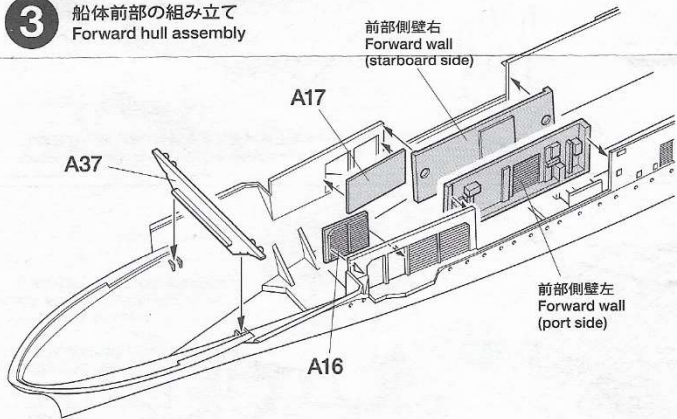 3
船体前部の組み立て
Forward hull assembly
前部側壁右
Forward wall
(starboard side)
A17
A37
前部側壁左
Forward wall
(port side)
A16